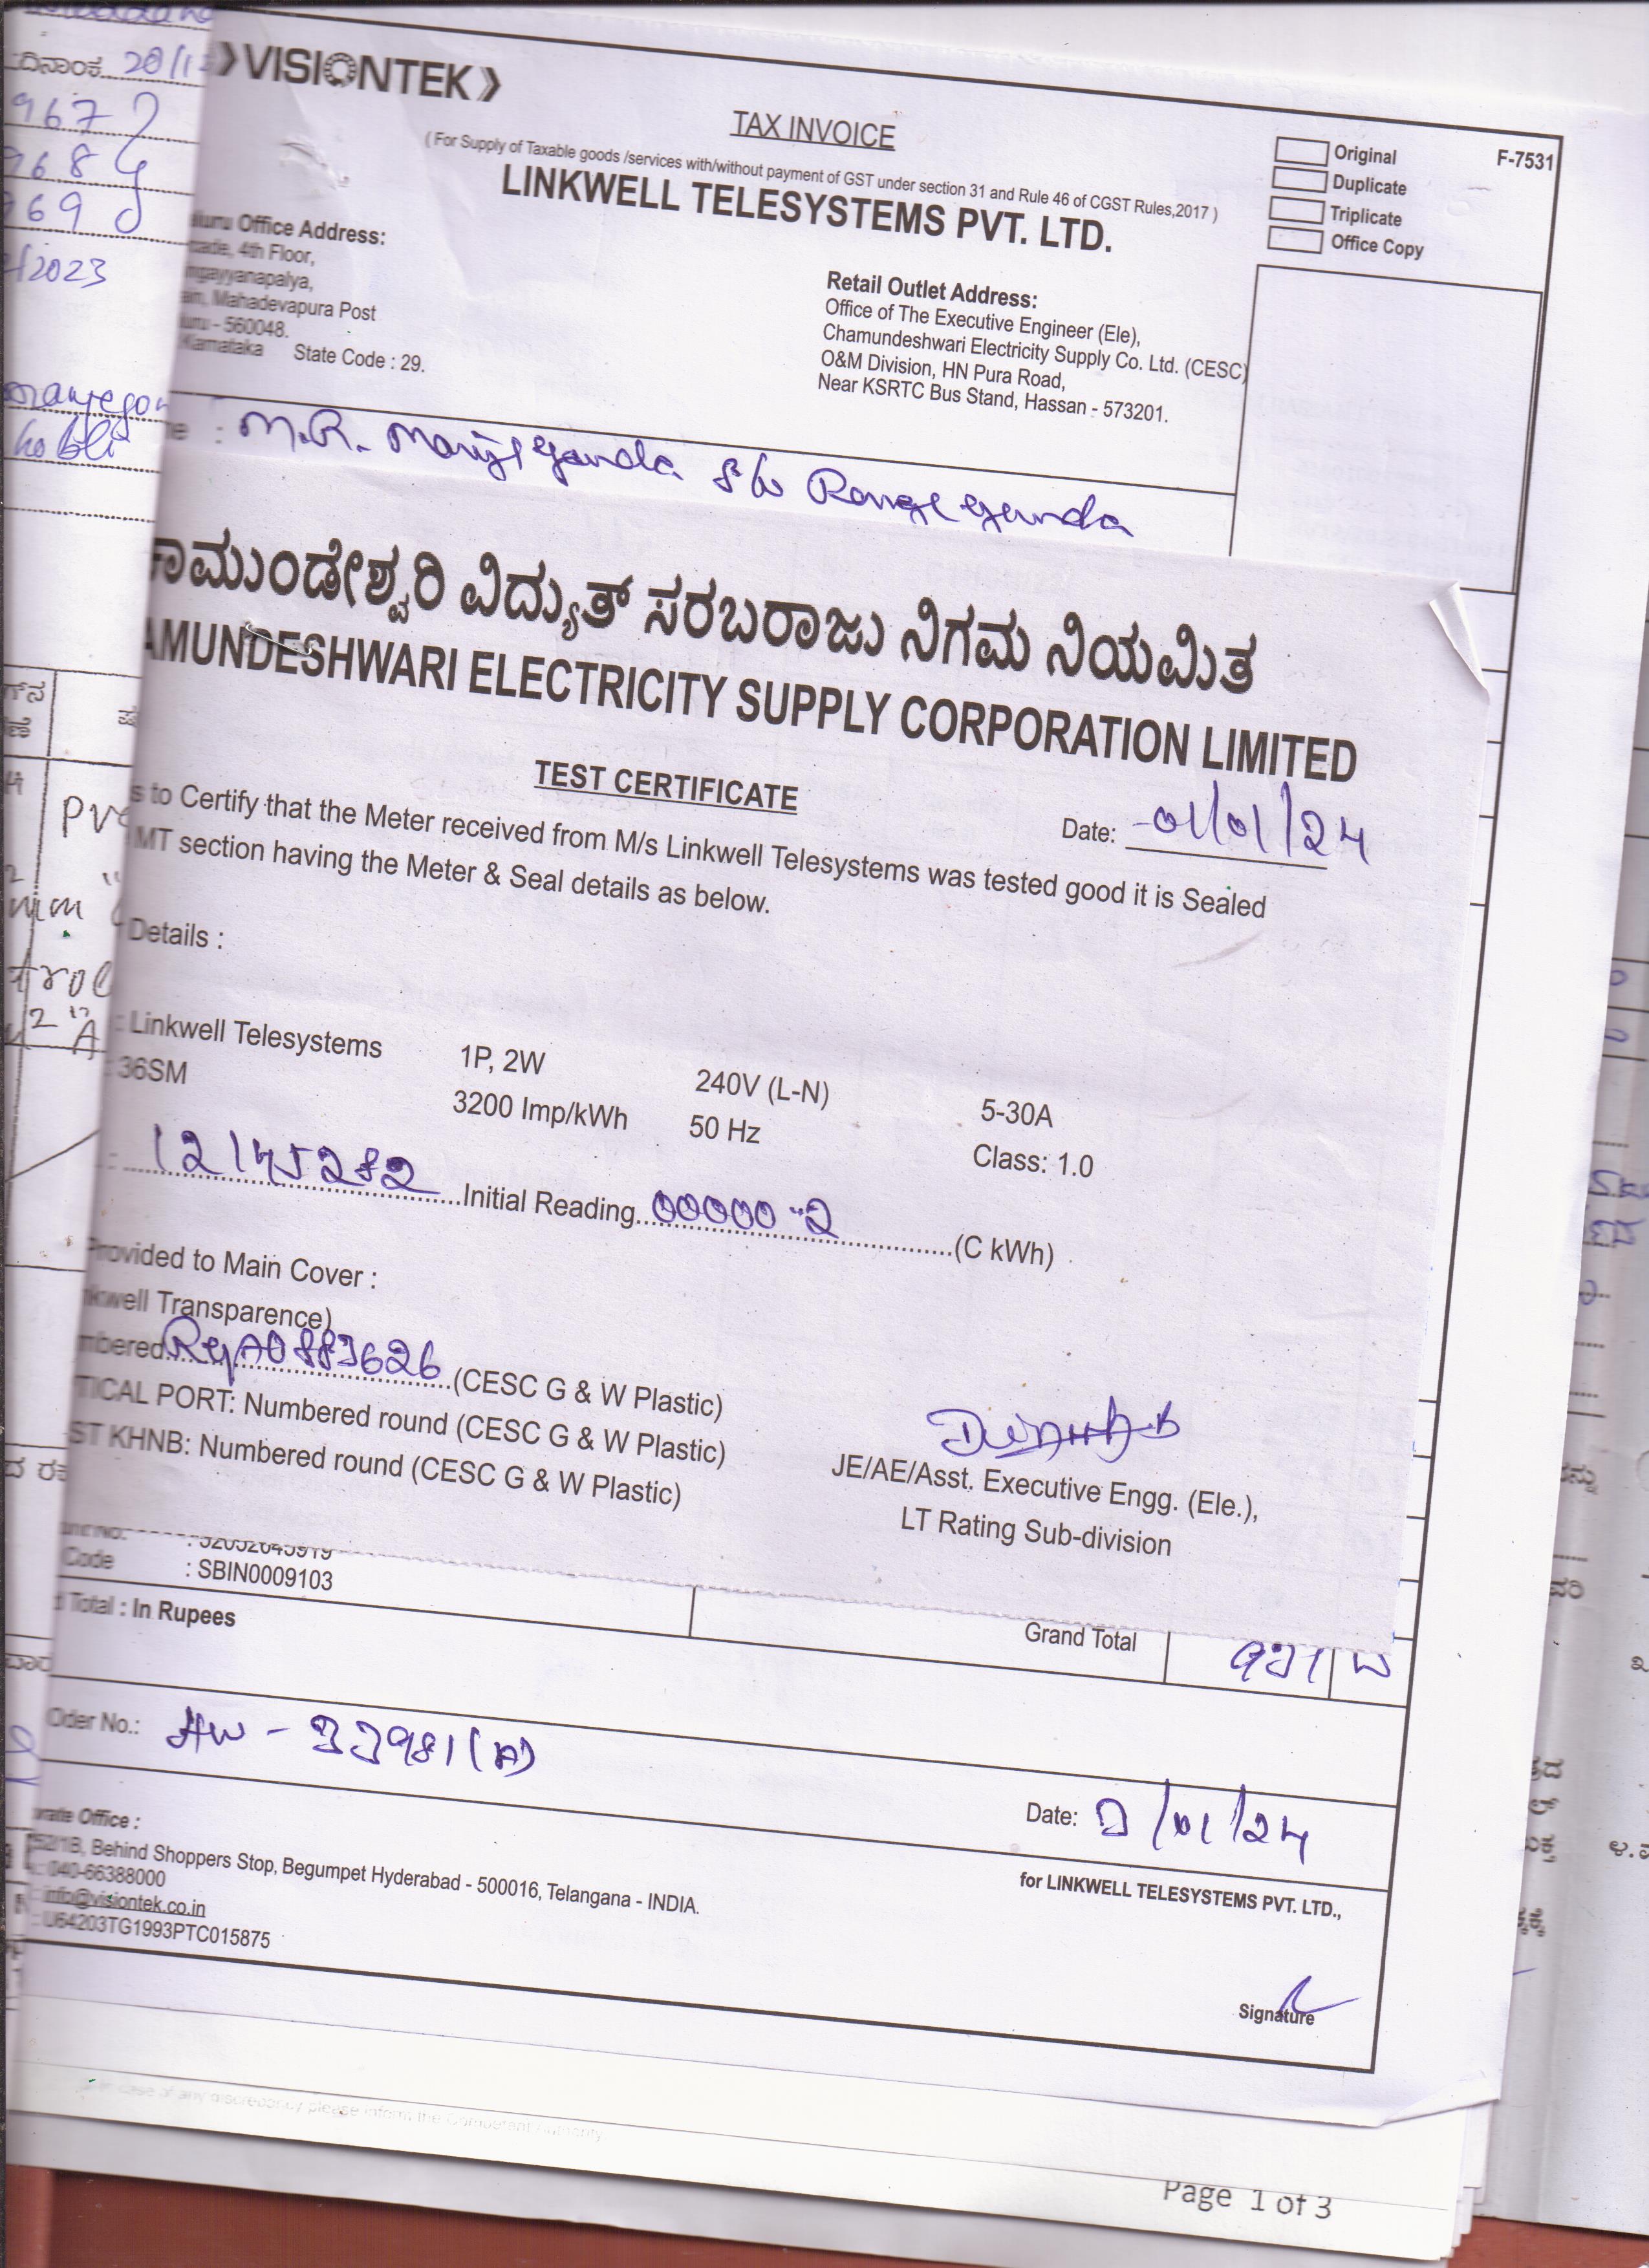 VISIONTEK
TAX INVOICE
( For Supply of Taxable goods /services with/without payment of GST under section 31 and Rule 46 of CGST Rules,2017 )
LINKWELL TELESYSTEMS PVT. LTD.
Original
Duplicate
Triplicate
Office Copy
F-7531
Office Address:
4th Floor,
Mahadevapura Post
- 560048.
Karnataka State Code : 29.
Retail Outlet Address:
Office of The Executive Engineer (Ele),
Chamundeshwari Electricity Supply Co. Ltd. (CESC)
O&M Division, HN Pura Road,
Near KSRTC Bus Stand, Hassan - 573201.
: M.R. Manjegowda S/o Rangegowda
ಚಾಮುಂಡೇಶ್ವರಿ ವಿದ್ಯುತ್ ಸರಬರಾಜು ನಿಗಮ ನಿಯಮಿತ
AMUNDESHWARI ELECTRICITY SUPPLY CORPORATION LIMITED
TEST CERTIFICATE
Date: 01/01/24
s to Certify that the Meter received from M/s Linkwell Telesystems was tested good it is Sealed
MT section having the Meter & Seal details as below.
Details :
: Linkwell Telesystems 1P, 2W 240V (L-N) 5-30A
: 36SM 3200 Imp/kWh 50 Hz Class: 1.0
: 12145282 Initial Reading 00000.2 (C kWh)
Provided to Main Cover :
kwell Transparence)
mbered (CESC G & W Plastic)
TICAL PORT: Numbered round (CESC G & W Plastic)
ST KHNB: Numbered round (CESC G & W Plastic)
JE/AE/Asst. Executive Engg. (Ele.),
LT Rating Sub-division
Code : SBIN0009103
Total : In Rupees
Grand Total
Oder No.:
Date: /01/24
rate Office :
Behind Shoppers Stop, Begumpet Hyderabad - 500016, Telangana - INDIA.
: 040-66388000
: info@visiontek.co.in
: U64203TG1993PTC015875
for LINKWELL TELESYSTEMS PVT. LTD.,
Signature
Page 1 of 3
ದಿನಾಂಕ
967
968
969
/2023